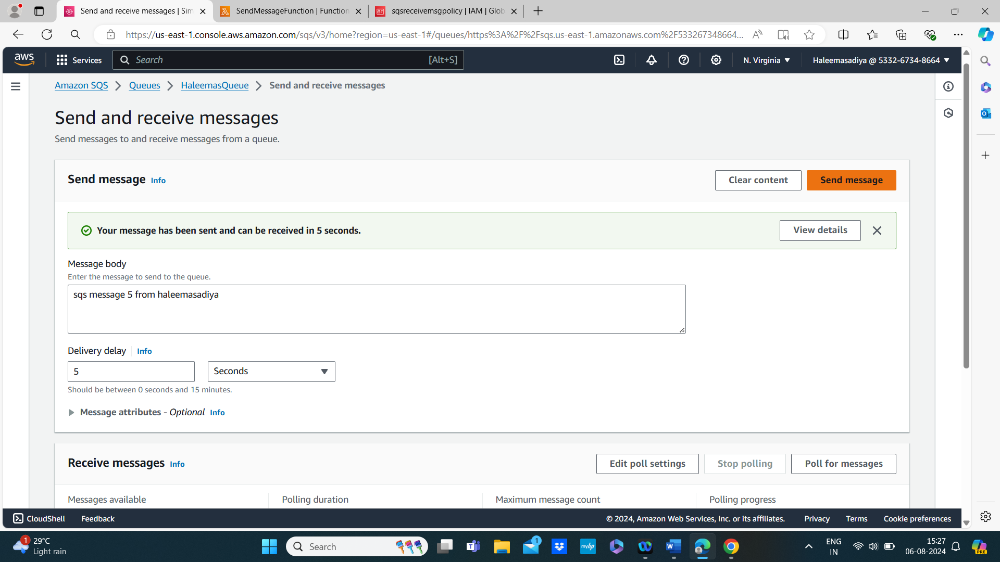 Send and receive messages | Sim
SendMessageFunction | Function
sqsreceivemsgpolicy | IAM | Glob
https://us-east-1.console.aws.amazon.com/sqs/v3/home?region=us-east-1#/queues/https%3A%2F%2Fsqs.us-east-1.amazonaws.com%2F533267348664...
aws
Services
Search
[Alt+S]
N. Virginia
Haleemasadiya @ 5332-6734-8664
Amazon SQS
Queues
HaleemasQueue
Send and receive messages
Send and receive messages
Send messages to and receive messages from a queue.
Send message Info
Clear content
Send message
Your message has been sent and can be received in 5 seconds.
View details
Message body
Enter the message to send to the queue.
sqs message 5 from haleemasadiya
Delivery delay
Info
5
Seconds
Should be between 0 seconds and 15 minutes.
Message attributes - Optional Info
Receive messages Info
Edit poll settings
Stop polling
Poll for messages
Messages available
Polling duration
Maximum message count
Polling progress
CloudShell
Feedback
© 2024, Amazon Web Services, Inc. or its affiliates.
Privacy
Terms
Cookie preferences
1
29°C
Light rain
Search
1
myhp
W
ENG
IN
15:27
06-08-2024
PRE